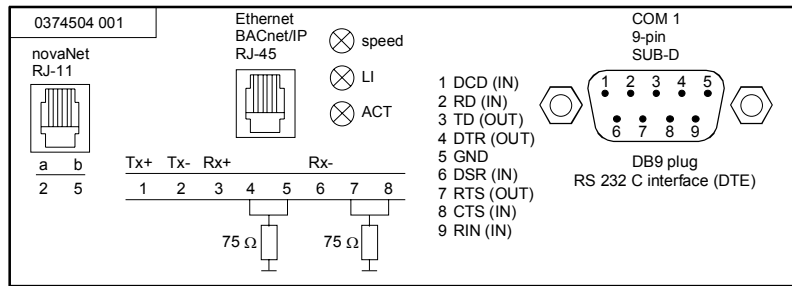 0374504 001
novaNet
RJ-11
a b
2 5
Ethernet
BACnet/IP
RJ-45
speed
LI
ACT
Tx+ Tx- Rx+ Rx-
1 2 3 4 5 6 7 8
75 Ω 75 Ω
1 DCD (IN)
2 RD (IN)
3 TD (OUT)
4 DTR (OUT)
5 GND
6 DSR (IN)
7 RTS (OUT)
8 CTS (IN)
9 RIN (IN)
COM 1
9-pin
SUB-D
1 2 3 4 5
6 7 8 9
DB9 plug
RS 232 C interface (DTE)